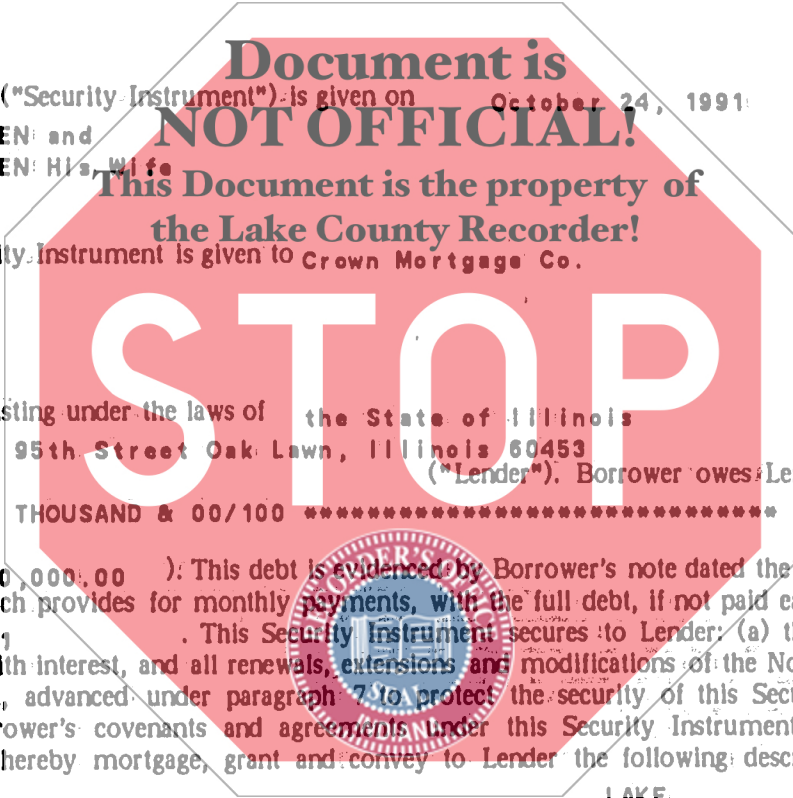 Document is
("Security Instrument") is given on October 24, 1991
EN and
NOT OFFICIAL!
EN His Wife
This Document is the property of
the Lake County Recorder!
ty Instrument is given to Crown Mortgage Co.
STOP
sting under the laws of the State of Illinois
95th Street Oak Lawn, Illinois 60453
("Lender"). Borrower owes Le
THOUSAND & 00/100 ********************************
0,000.00 ). This debt is evidenced by Borrower's note dated the
ch provides for monthly payments, with the full debt, if not paid ea
. This Security Instrument secures to Lender: (a) t
ith interest, and all renewals, extensions and modifications of the No
, advanced under paragraph 7 to protect the security of this Sec
rower's covenants and agreements under this Security Instrument
hereby mortgage, grant and convey to Lender the following desc
LAKE
RECORDER'S OFFICE
SEAL
INDIANA